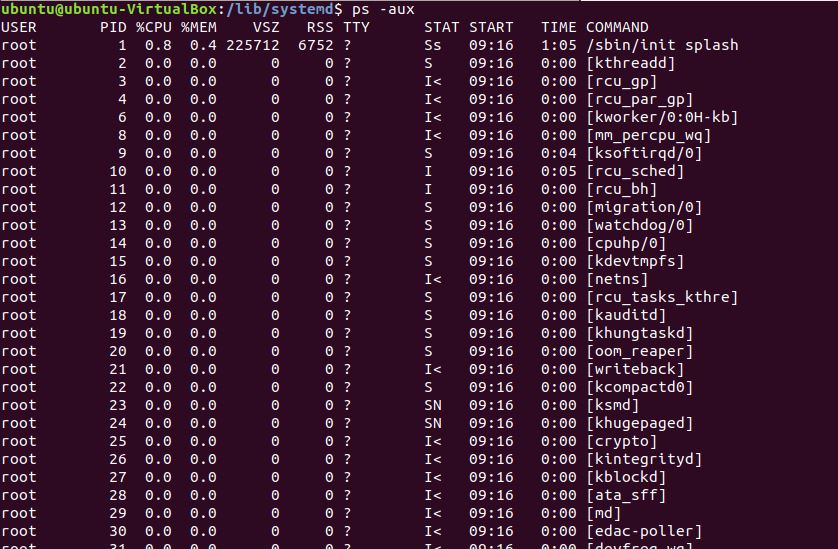 ubuntu@ubuntu-VirtualBox:/lib/systemd$ ps -aux
USER       PID %CPU %MEM    VSZ   RSS TTY      STAT START   TIME COMMAND
root         1  0.8  0.4 225712  6752 ?        Ss   09:16   1:05 /sbin/init splash
root         2  0.0  0.0      0     0 ?        S    09:16   0:00 [kthreadd]
root         3  0.0  0.0      0     0 ?        I<   09:16   0:00 [rcu_gp]
root         4  0.0  0.0      0     0 ?        I<   09:16   0:00 [rcu_par_gp]
root         6  0.0  0.0      0     0 ?        I<   09:16   0:00 [kworker/0:0H-kb]
root         8  0.0  0.0      0     0 ?        I<   09:16   0:00 [mm_percpu_wq]
root         9  0.0  0.0      0     0 ?        S    09:16   0:04 [ksoftirqd/0]
root        10  0.0  0.0      0     0 ?        I    09:16   0:05 [rcu_sched]
root        11  0.0  0.0      0     0 ?        I    09:16   0:00 [rcu_bh]
root        12  0.0  0.0      0     0 ?        S    09:16   0:00 [migration/0]
root        13  0.0  0.0      0     0 ?        S    09:16   0:00 [watchdog/0]
root        14  0.0  0.0      0     0 ?        S    09:16   0:00 [cpuhp/0]
root        15  0.0  0.0      0     0 ?        S    09:16   0:00 [kdevtmpfs]
root        16  0.0  0.0      0     0 ?        I<   09:16   0:00 [netns]
root        17  0.0  0.0      0     0 ?        S    09:16   0:00 [rcu_tasks_kthre]
root        18  0.0  0.0      0     0 ?        S    09:16   0:00 [kauditd]
root        19  0.0  0.0      0     0 ?        S    09:16   0:00 [khungtaskd]
root        20  0.0  0.0      0     0 ?        S    09:16   0:00 [oom_reaper]
root        21  0.0  0.0      0     0 ?        I<   09:16   0:00 [writeback]
root        22  0.0  0.0      0     0 ?        S    09:16   0:00 [kcompactd0]
root        23  0.0  0.0      0     0 ?        SN   09:16   0:00 [ksmd]
root        24  0.0  0.0      0     0 ?        SN   09:16   0:00 [khugepaged]
root        25  0.0  0.0      0     0 ?        I<   09:16   0:00 [crypto]
root        26  0.0  0.0      0     0 ?        I<   09:16   0:00 [kintegrityd]
root        27  0.0  0.0      0     0 ?        I<   09:16   0:00 [kblockd]
root        28  0.0  0.0      0     0 ?        I<   09:16   0:00 [ata_sff]
root        29  0.0  0.0      0     0 ?        I<   09:16   0:00 [md]
root        30  0.0  0.0      0     0 ?        I<   09:16   0:00 [edac-poller]
root        31  0.0  0.0      0     0 ?        I<   09:16   0:00 [devfreq_wq]